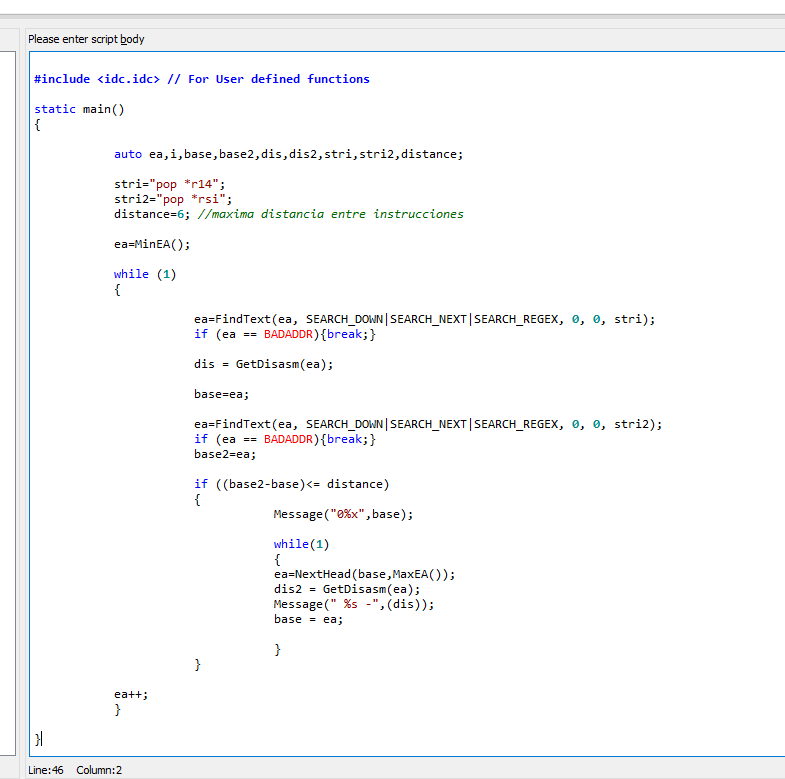 Please enter script body
#include <idc.idc> // For User defined functions
static main()
{
auto ea,i,base,base2,dis,dis2,stri,stri2,distance;
stri="pop *r14";
stri2="pop *rsi";
distance=6; //maxima distancia entre instrucciones
ea=MinEA();
while (1)
{
ea=FindText(ea, SEARCH_DOWN|SEARCH_NEXT|SEARCH_REGEX, 0, 0, stri);
if (ea == BADADDR){break;}
dis = GetDisasm(ea);
base=ea;
ea=FindText(ea, SEARCH_DOWN|SEARCH_NEXT|SEARCH_REGEX, 0, 0, stri2);
if (ea == BADADDR){break;}
base2=ea;
if ((base2-base)<= distance)
{
Message("0%x",base);
while(1)
{
ea=NextHead(base,MaxEA());
dis2 = GetDisasm(ea);
Message(" %s -",(dis));
base = ea;
}
}
ea++;
}
}
Line:46 Column:2